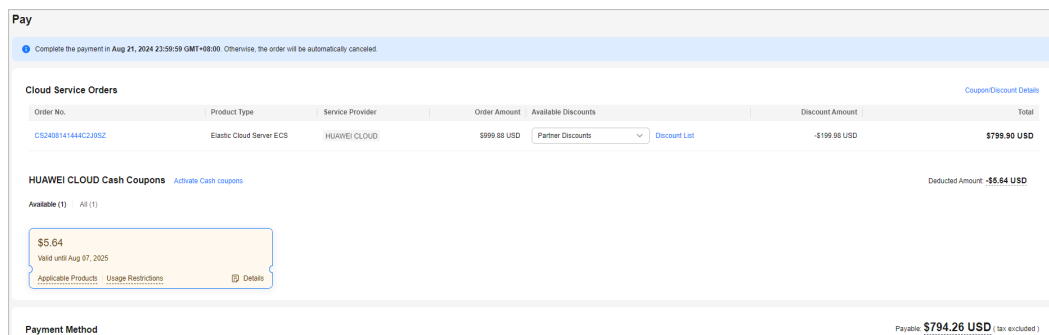 Pay
Complete the payment in Aug 21, 2024 23:59:59 GMT+08:00. Otherwise, the order will be automatically canceled.
Cloud Service Orders Coupon/Discount Details
Order No. Product Type Service Provider Order Amount Available Discounts Discount Amount Total
CS2408141444C2J0SZ Elastic Cloud Server ECS HUAWEI CLOUD $999.88 USD Partner Discounts Discount List -$199.98 USD $799.90 USD
HUAWEI CLOUD Cash Coupons Activate Cash coupons Deducted Amount: -$5.64 USD
Available (1) All (1)
$5.64
Valid until Aug 07, 2025
Applicable Products Usage Restrictions Details
Payment Method Payable: $794.26 USD ( tax excluded )